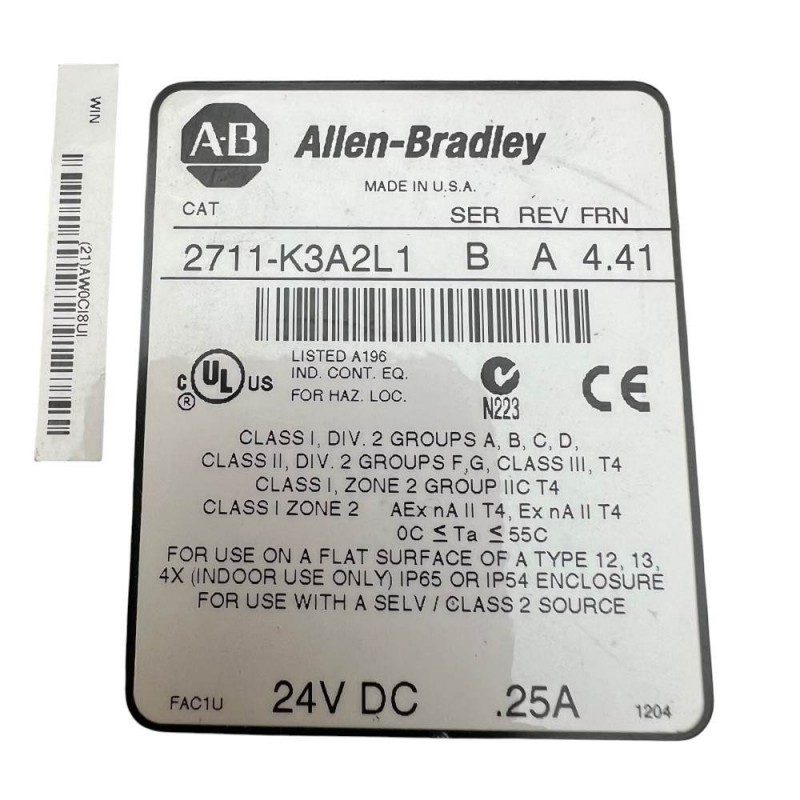 WIN
(21)AW0CI8UI
A-B Allen-Bradley
MADE IN U.S.A.
CAT SER REV FRN
2711-K3A2L1 B A 4.41
LISTED A196
IND. CONT. EQ.
FOR HAZ. LOC.
C UL US
®
N223
CE
CLASS I, DIV. 2 GROUPS A, B, C, D,
CLASS II, DIV. 2 GROUPS F,G, CLASS III, T4
CLASS I, ZONE 2 GROUP IIC T4
CLASS I ZONE 2 AEx nA II T4, Ex nA II T4
0C ≤ Ta ≤ 55C
FOR USE ON A FLAT SURFACE OF A TYPE 12, 13,
4X (INDOOR USE ONLY) IP65 OR IP54 ENCLOSURE
FOR USE WITH A SELV / CLASS 2 SOURCE
FAC1U 24V DC .25A 1204